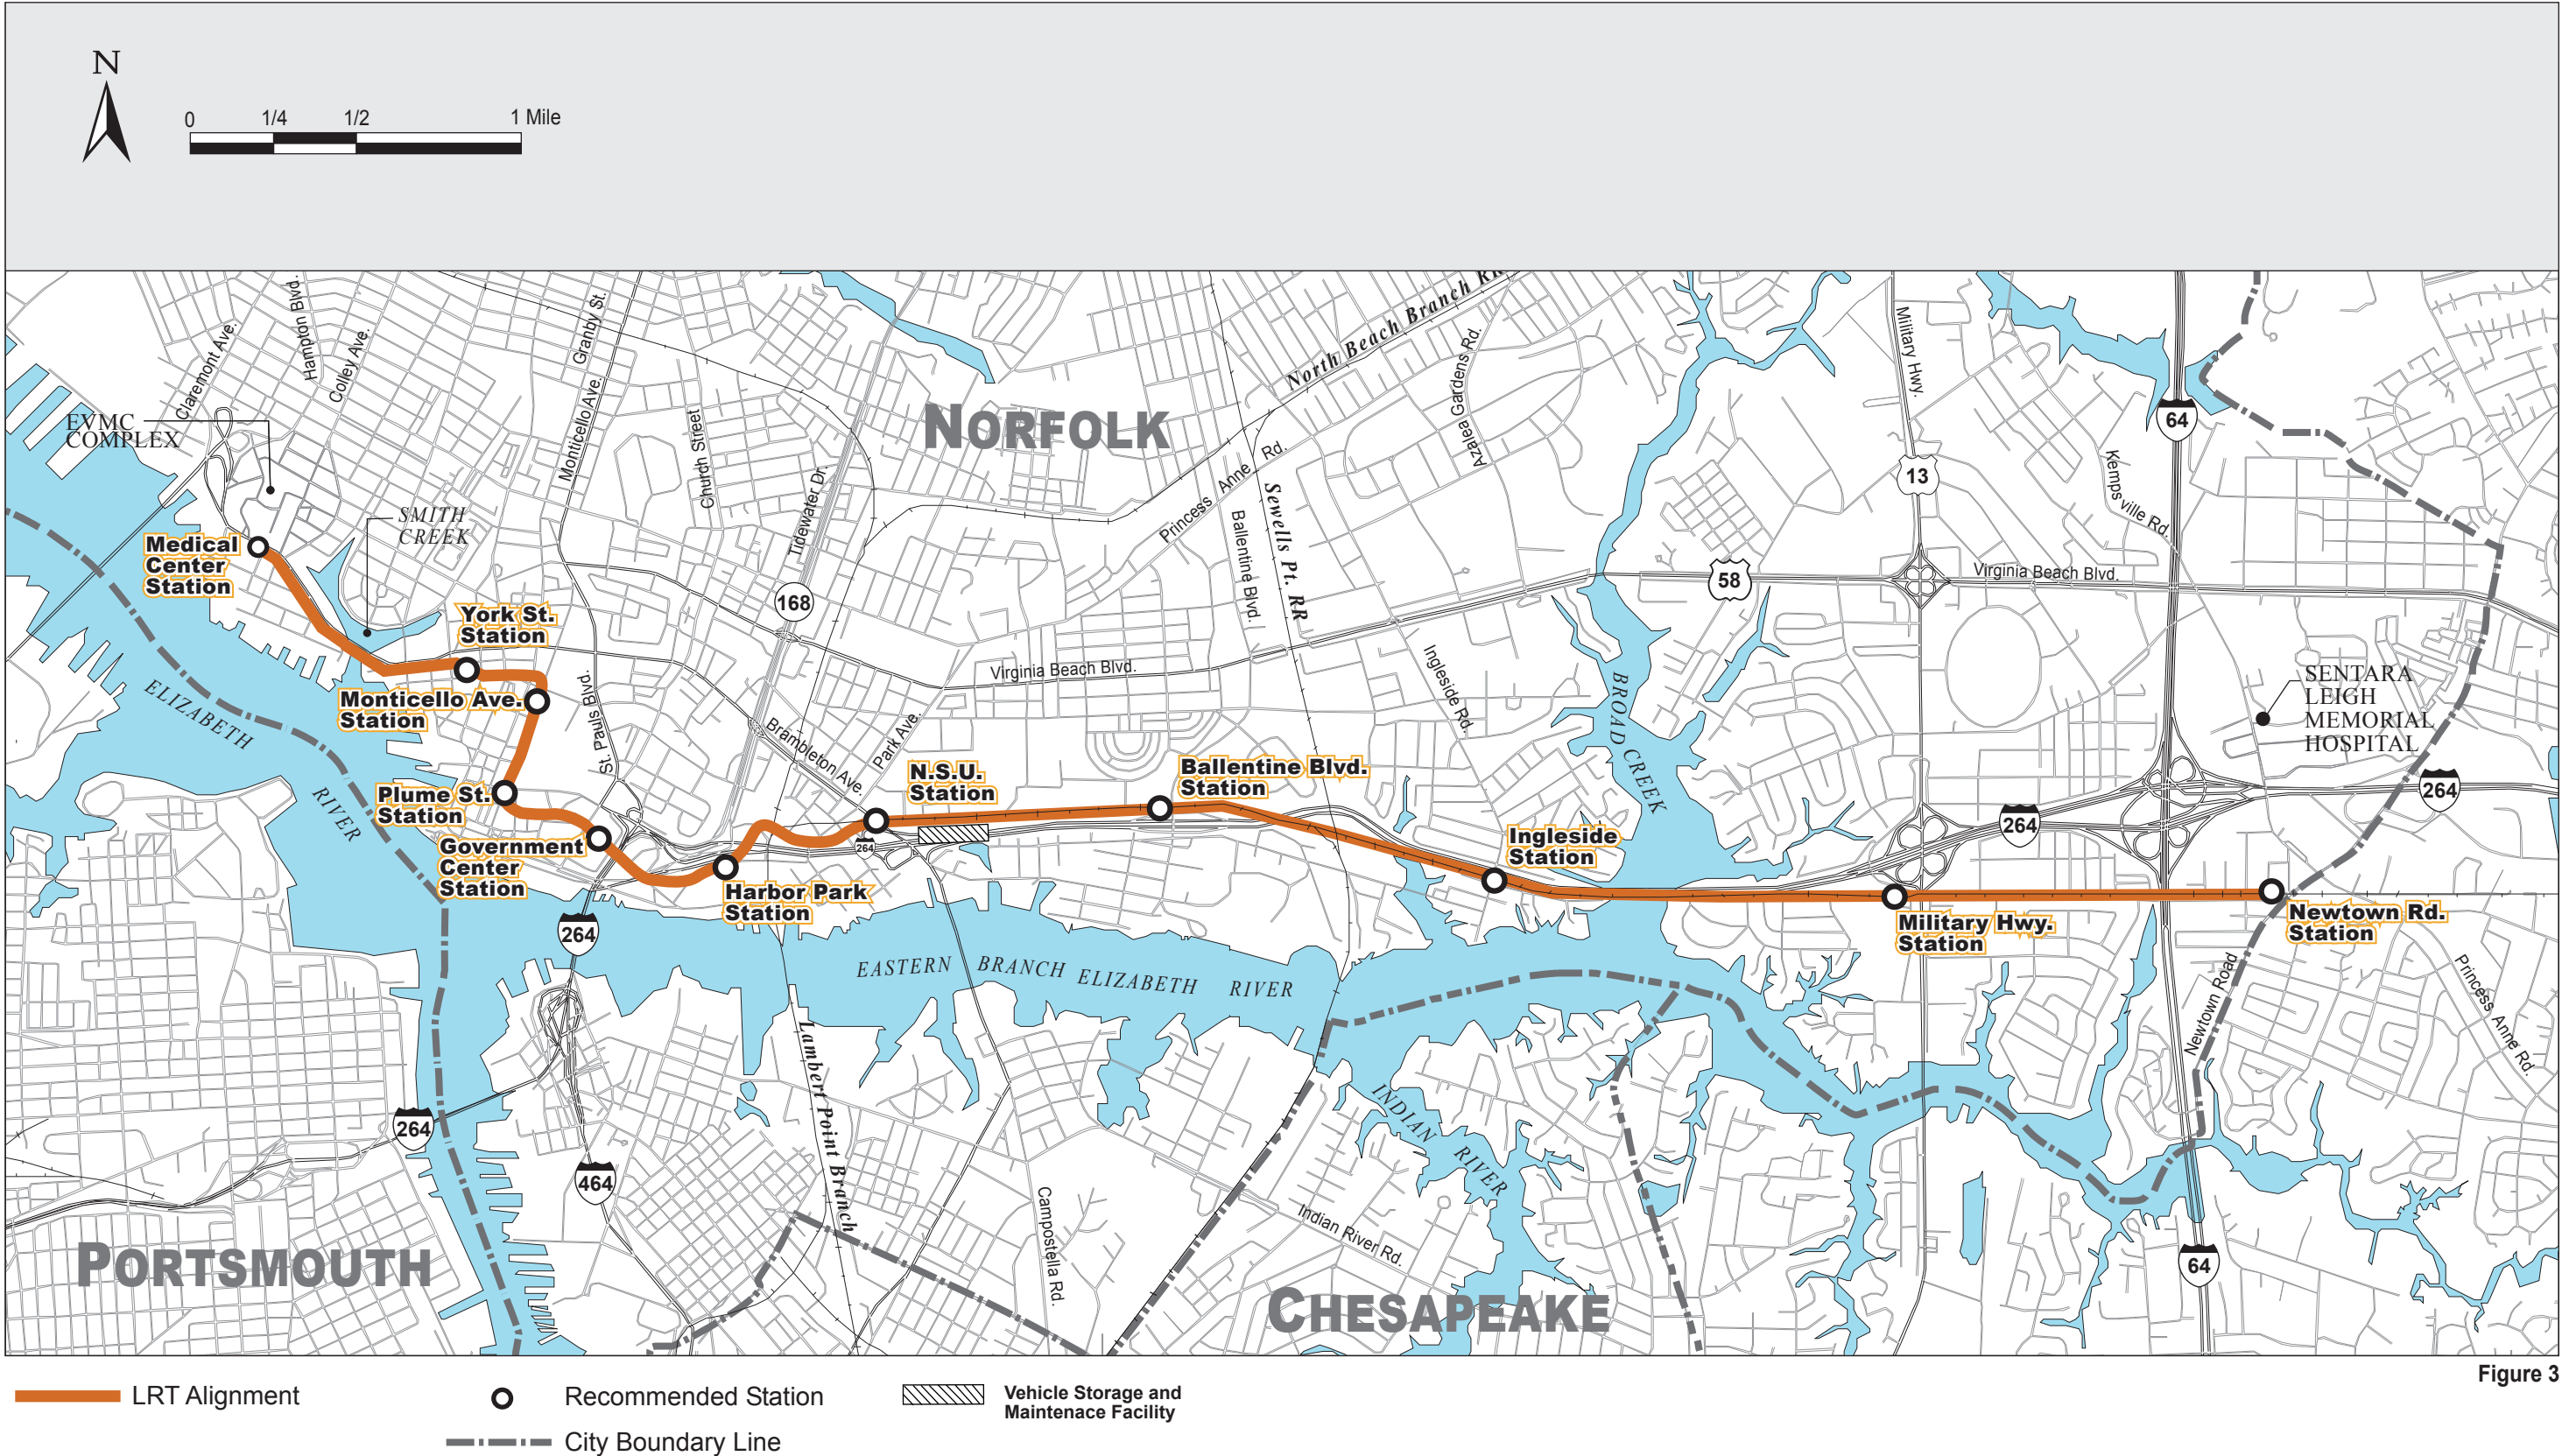 N
0 1/4 1/2 1 Mile
Claremont Ave.
Hampton Blvd.
Colley Ave.
Granby St.
Monticello Ave.
Church Street
Tidewater Dr.
NORFOLK
North Beach Branch RR
Azalea Gardens Rd.
Princess Anne Rd.
Sewells Pt. RR
Ballentine Blvd.
Military Hwy.
13
64
Kemps ville Rd.
EVMC
COMPLEX
SMITH
CREEK
Medical
Center
Station
168
58
Virginia Beach Blvd.
York St.
Station
Monticello Ave.
Station
St. Pauls Blvd.
Virginia Beach Blvd.
Brambleton Ave.
Park Ave.
Ingleside Rd.
BROAD CREEK
SENTARA
LEIGH
MEMORIAL
HOSPITAL
ELIZABETH
RIVER
Plume St.
Station
N.S.U.
Station
Ballentine Blvd.
Station
264
264
264
Government
Center
Station
Harbor Park
Station
Ingleside
Station
Military Hwy.
Station
Newtown Rd.
Station
264
EASTERN BRANCH ELIZABETH RIVER
Newtown Road
Princess Anne Rd.
Lambert Point Branch
264
464
INDIAN
RIVER
Campostella Rd.
Indian River Rd.
64
PORTSMOUTH
CHESAPEAKE
Figure 3
LRT Alignment
Recommended Station
Vehicle Storage and
Maintenace Facility
City Boundary Line